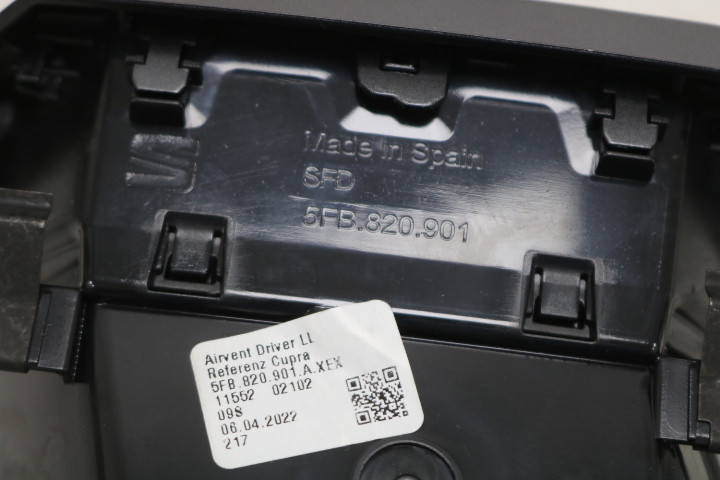 Made in Spain
SFD
5FB.820.901
Airvent Driver LL
Referenz Cupra
5FB.820.901.A.XEX
11552 02102
098
06.04.2022
217